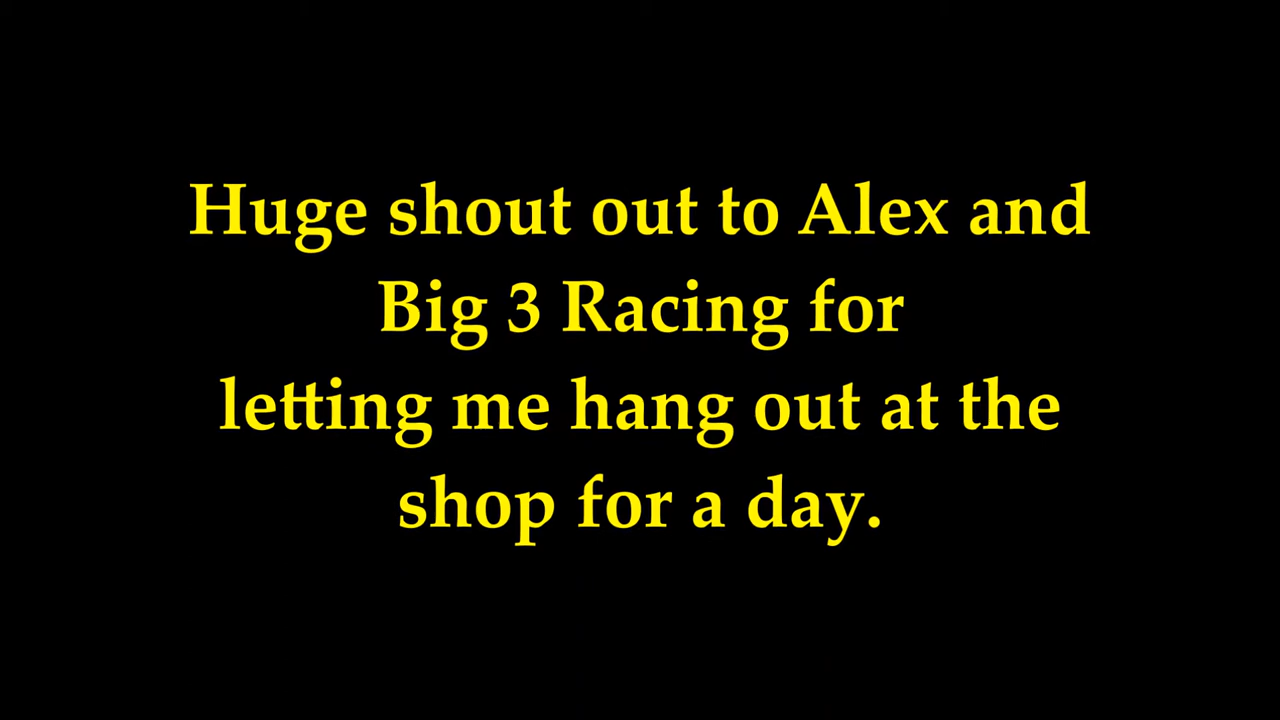 Huge shout out to Alex and
Big 3 Racing for
letting me hang out at the
shop for a day.